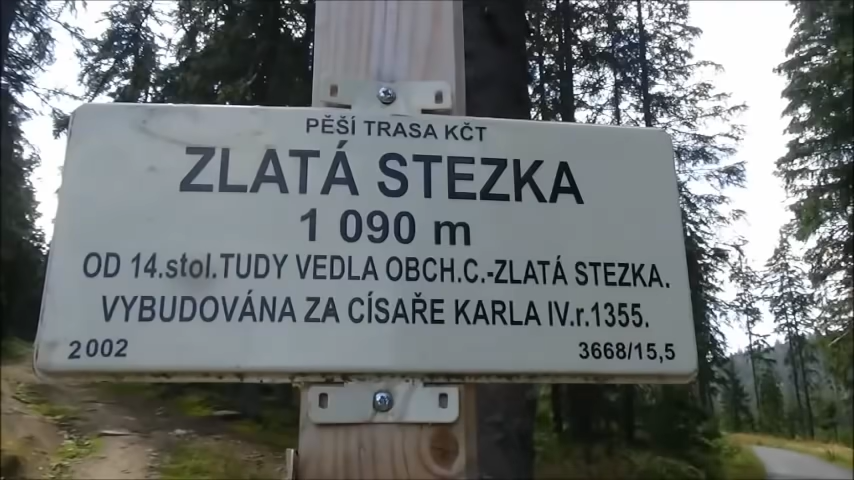 PĚŠÍ TRASA KČT
ZLATÁ STEZKA
1 090 m
OD 14.stol.TUDY VEDLA OBCH.C.-ZLATÁ STEZKA.
VYBUDOVÁNA ZA CÍSAŘE KARLA IV.r.1355.
2002 3668/15,5